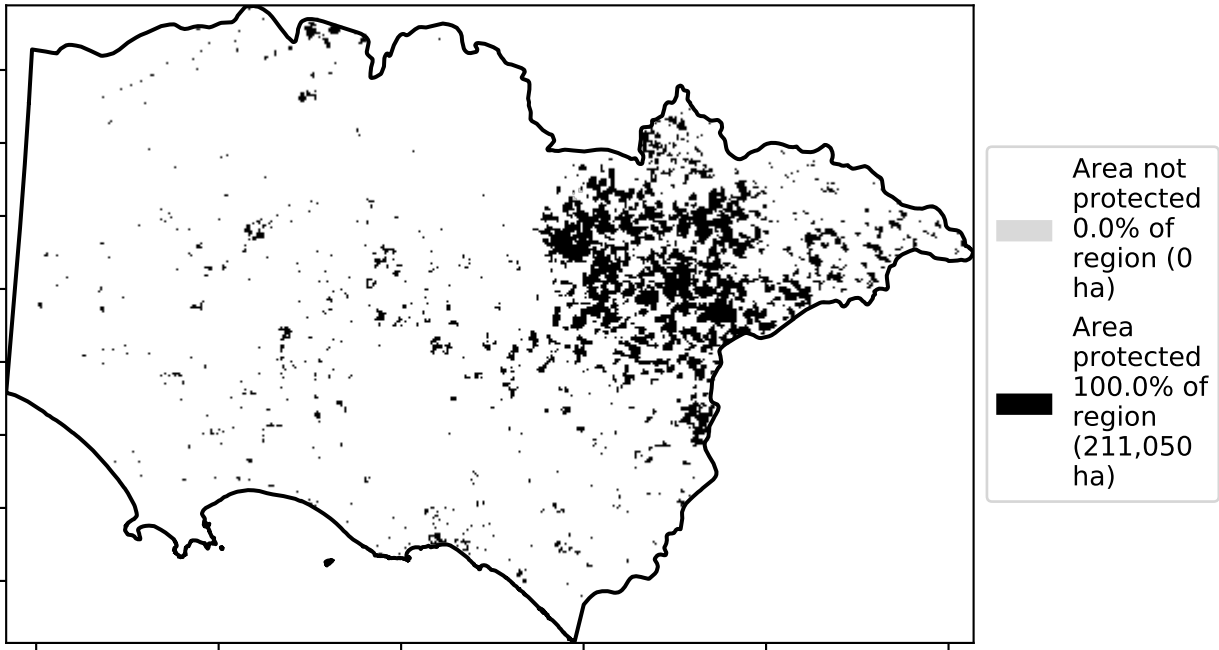 Area not
protected
0.0% of
region (0
ha)
Area
protected
100.0% of
region
(211,050
ha)